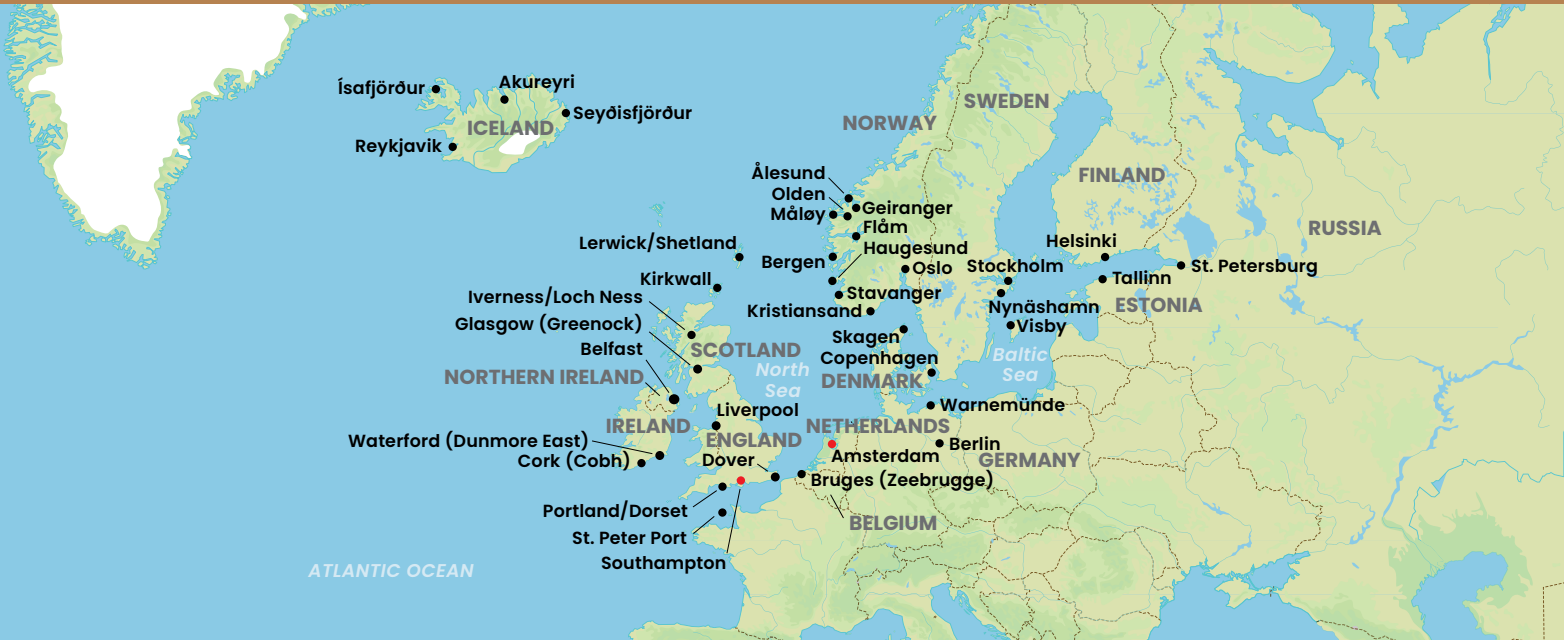 Ísafjörður
Akureyri
Seyðisfjörður
ICELAND
Reykjavik
SWEDEN
NORWAY
FINLAND
RUSSIA
Ålesund
Olden
Måløy
Geiranger
Flåm
Haugesund
Lerwick/Shetland
Bergen
Oslo
Helsinki
Stockholm
St. Petersburg
Kirkwall
Tallinn
Iverness/Loch Ness
Stavanger
Nynäshamn
ESTONIA
Kristiansand
Glasgow (Greenock)
Visby
Skagen
Belfast
SCOTLAND
Copenhagen
Baltic
Sea
North
Sea
NORTHERN IRELAND
DENMARK
Liverpool
Warnemünde
IRELAND
NETHERLANDS
Waterford (Dunmore East)
ENGLAND
Berlin
Cork (Cobh)
Dover
Amsterdam
GERMANY
Bruges (Zeebrugge)
Portland/Dorset
BELGIUM
St. Peter Port
Southampton
ATLANTIC OCEAN